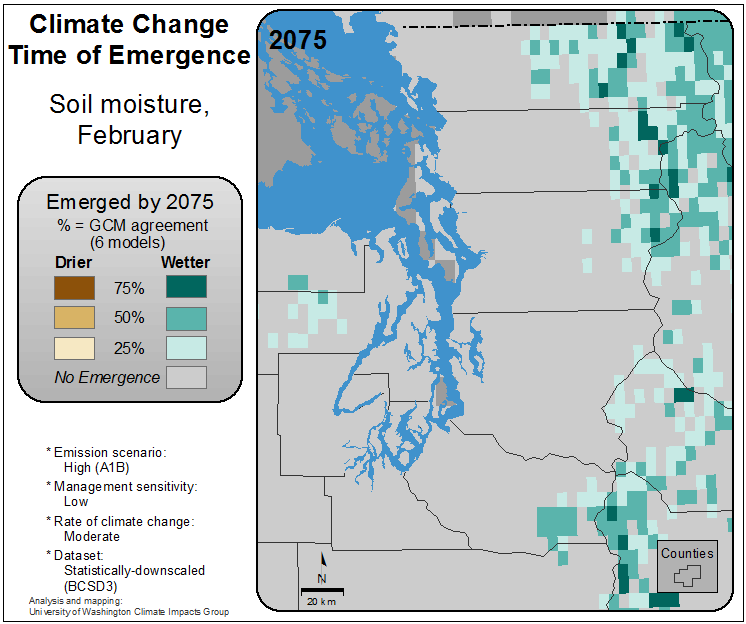 Climate Change
Time of Emergence
Soil moisture,
February
Emerged by 2075
% = GCM agreement
(6 models)
Drier Wetter
75%
50%
25%
No Emergence
* Emission scenario:
High (A1B)
* Management sensitivity:
Low
* Rate of climate change:
Moderate
* Dataset:
Statistically-downscaled
(BCSD3)
Analysis and mapping:
University of Washington Climate Impacts Group
2075
N
20 km
Counties